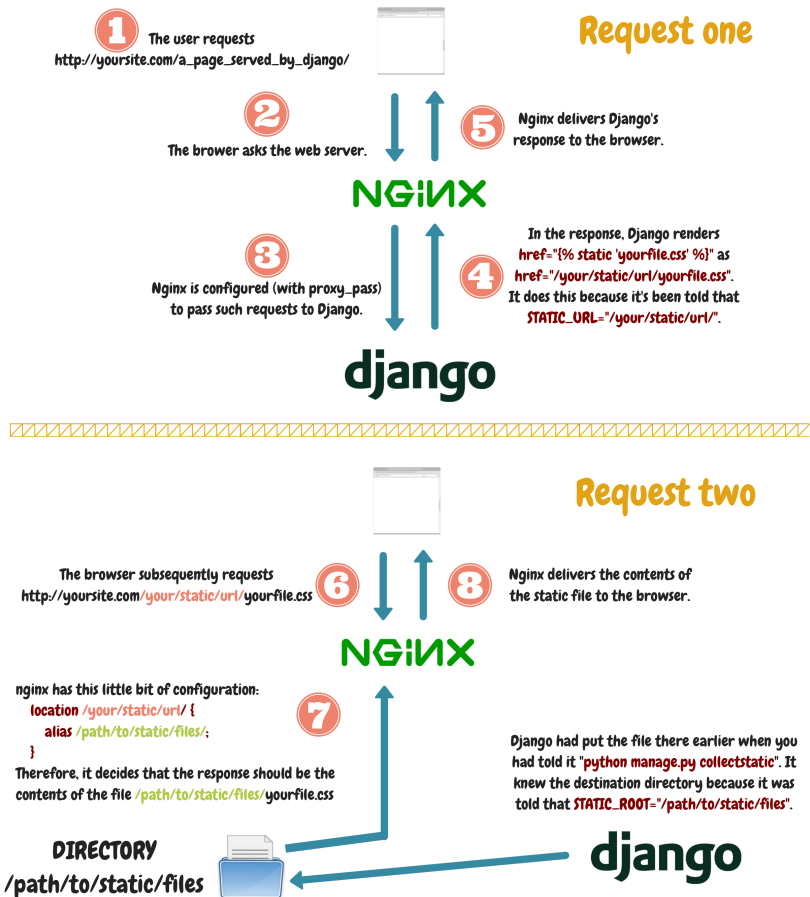 Request one
1
The user requests
http://yoursite.com/a_page_served_by_django/
2
The brower asks the web server.
5
Nginx delivers Django's
response to the browser.
NGINX
3
Nginx is configured (with proxy_pass)
to pass such requests to Django.
4
In the response, Django renders
href="{% static 'yourfile.css' %}" as
href="/your/static/url/yourfile.css".
It does this because it's been told that
STATIC_URL="/your/static/url/".
django
Request two
The browser subsequently requests
http://yoursite.com/your/static/url/yourfile.css
6
8
Nginx delivers the contents of
the static file to the browser.
NGINX
nginx has this little bit of configuration:
location /your/static/url/ {
alias /path/to/static/files/;
}
Therefore, it decides that the response should be the
contents of the file /path/to/static/files/yourfile.css
7
Django had put the file there earlier when you
had told it "python manage.py collectstatic". It
knew the destination directory because it was
told that STATIC_ROOT="/path/to/static/files".
DIRECTORY
/path/to/static/files
django